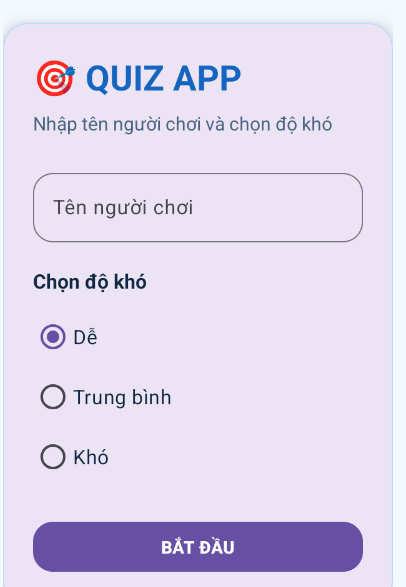 QUIZ APP
Nhập tên người chơi và chọn độ khó
Tên người chơi
Chọn độ khó
Dễ
Trung bình
Khó
BẮT ĐẦU